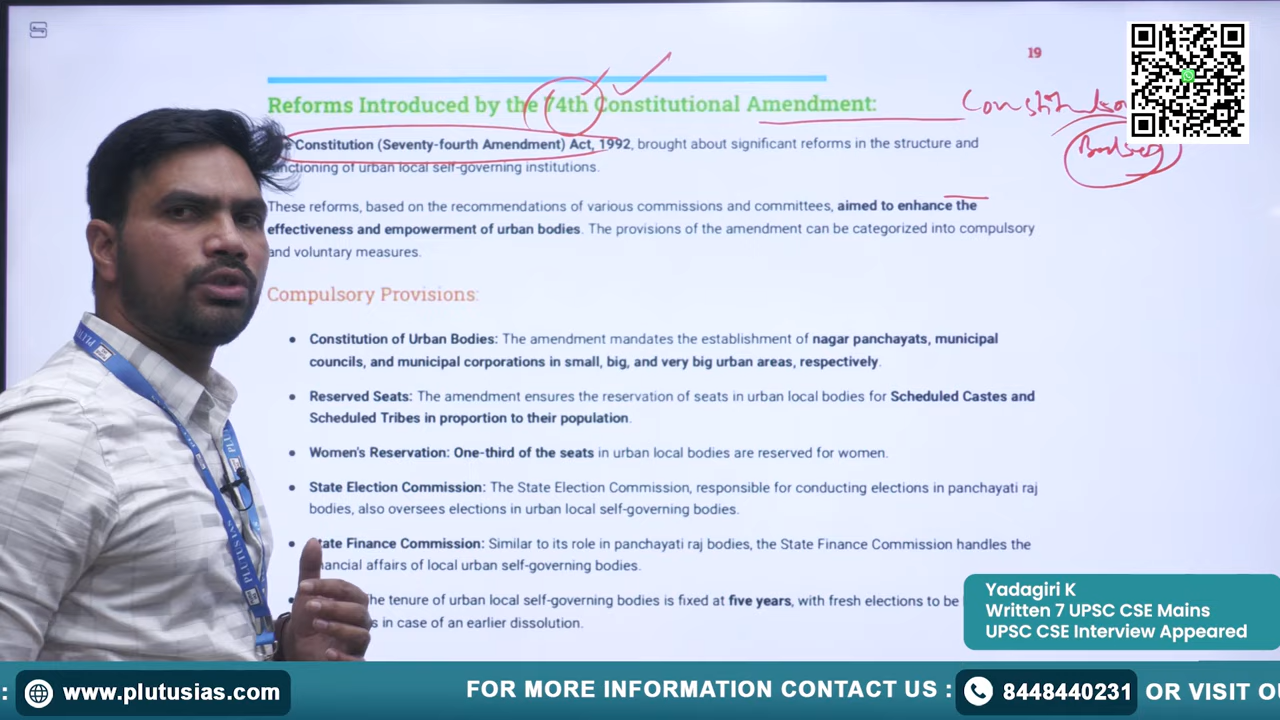 19
Reforms Introduced by the 74th Constitutional Amendment:
Constitution (Seventy-fourth Amendment) Act, 1992, brought about significant reforms in the structure and
functioning of urban local self-governing institutions.
These reforms, based on the recommendations of various commissions and committees, aimed to enhance the
effectiveness and empowerment of urban bodies. The provisions of the amendment can be categorized into compulsory
and voluntary measures.
Bodies
Compulsory Provisions:
• Constitution of Urban Bodies: The amendment mandates the establishment of nagar panchayats, municipal
councils, and municipal corporations in small, big, and very big urban areas, respectively.
• Reserved Seats: The amendment ensures the reservation of seats in urban local bodies for Scheduled Castes and
Scheduled Tribes in proportion to their population.
• Women's Reservation: One-third of the seats in urban local bodies are reserved for women.
• State Election Commission: The State Election Commission, responsible for conducting elections in panchayati raj
bodies, also oversees elections in urban local self-governing bodies.
• State Finance Commission: Similar to its role in panchayati raj bodies, the State Finance Commission handles the
financial affairs of local urban self-governing bodies.
The tenure of urban local self-governing bodies is fixed at five years, with fresh elections to be
in case of an earlier dissolution.
PLUTUS IAS
Yadagiri K
Written 7 UPSC CSE Mains
UPSC CSE Interview Appeared
: www.plutusias.com FOR MORE INFORMATION CONTACT US : 8448440231 OR VISIT